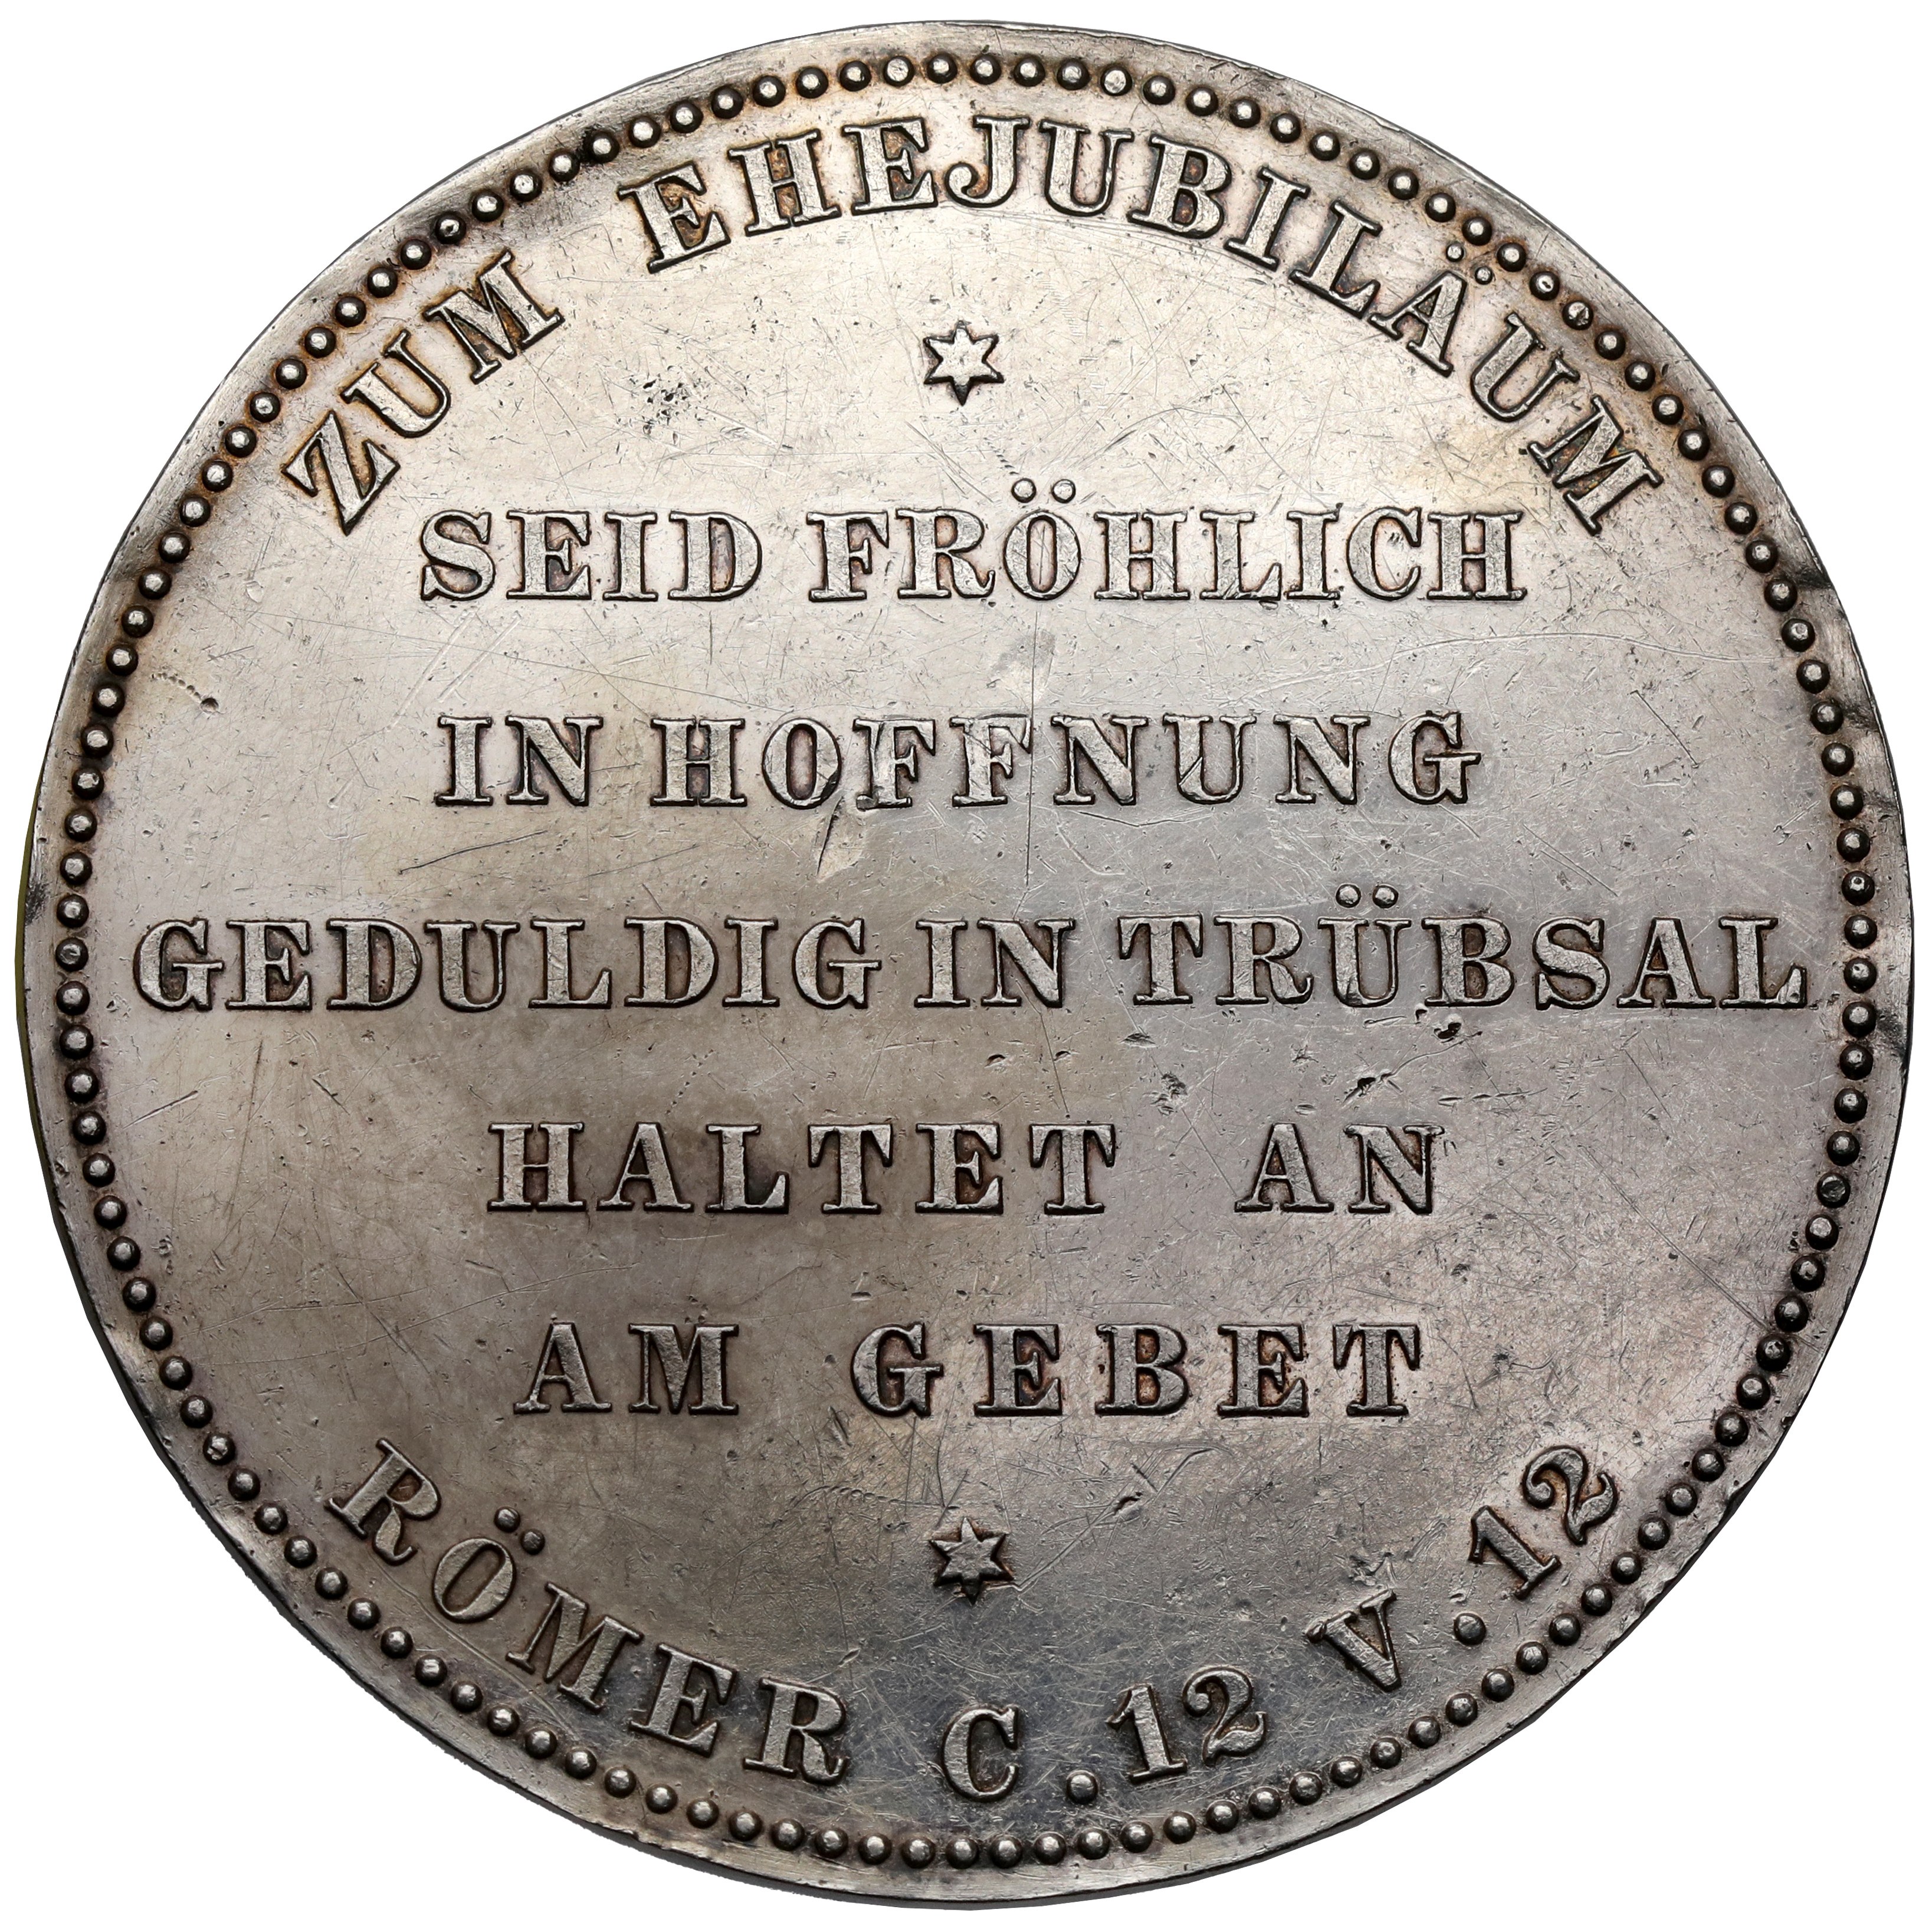 ZUM EHEJUBILÄUM
SEID FRÖHLICH
IN HOFFNUNG
GEDULDIG IN TRÜBSAL
HALTET AN
AM GEBET
RÖMER C.12 V.12